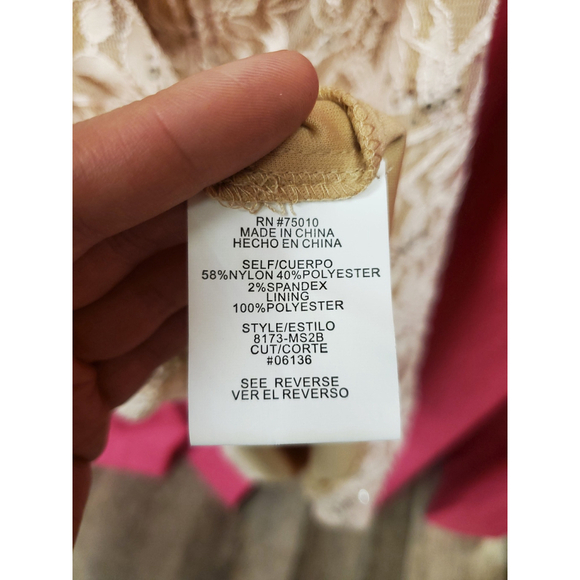 RN #75010
MADE IN CHINA
HECHO EN CHINA
SELF/CUERPO
58%NYLON 40%POLYESTER
2%SPANDEX
LINING
100%POLYESTER
STYLE/ESTILO
8173-MS2B
CUT/CORTE
#06136
SEE REVERSE
VER EL REVERSO